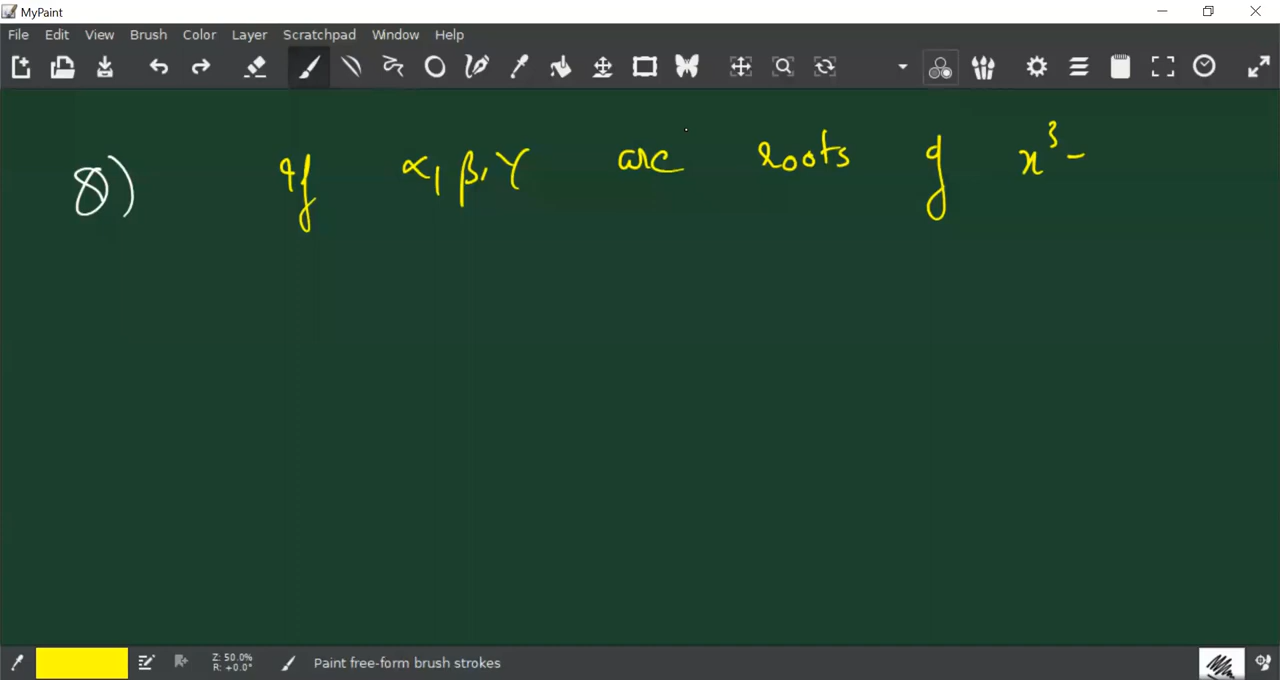 MyPaint
File Edit View Brush Color Layer Scratchpad Window Help
8) If α, β, γ are roots of x³ –
Z: 50.0%
R: +0.0°
Paint free-form brush strokes